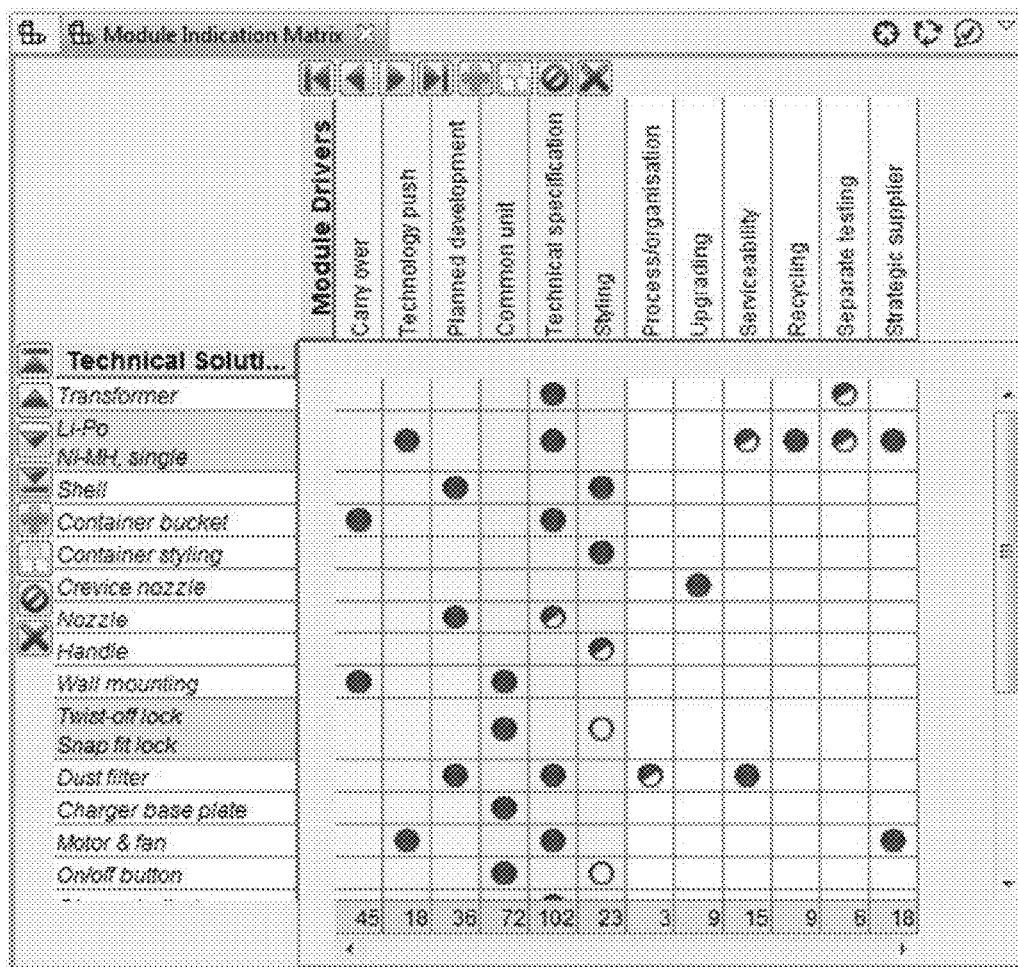 Module Indication Matrix
Module Drivers
Carry over
Technology push
Planned development
Common unit
Technical specification
Styling
Process/organisation
Upgrading
Serviceability
Recycling
Separate testing
Strategic supplier
Technical Soluti...
Transformer
Li-Po
Ni-MH, single
Shell
Container bucket
Container styling
Crevice nozzle
Nozzle
Handle
Wall mounting
Twist-off lock
Snap fit lock
Dust filter
Charger base plate
Motor & fan
On/off button
45 18 36 72 102 23 3 9 15 9 6 18